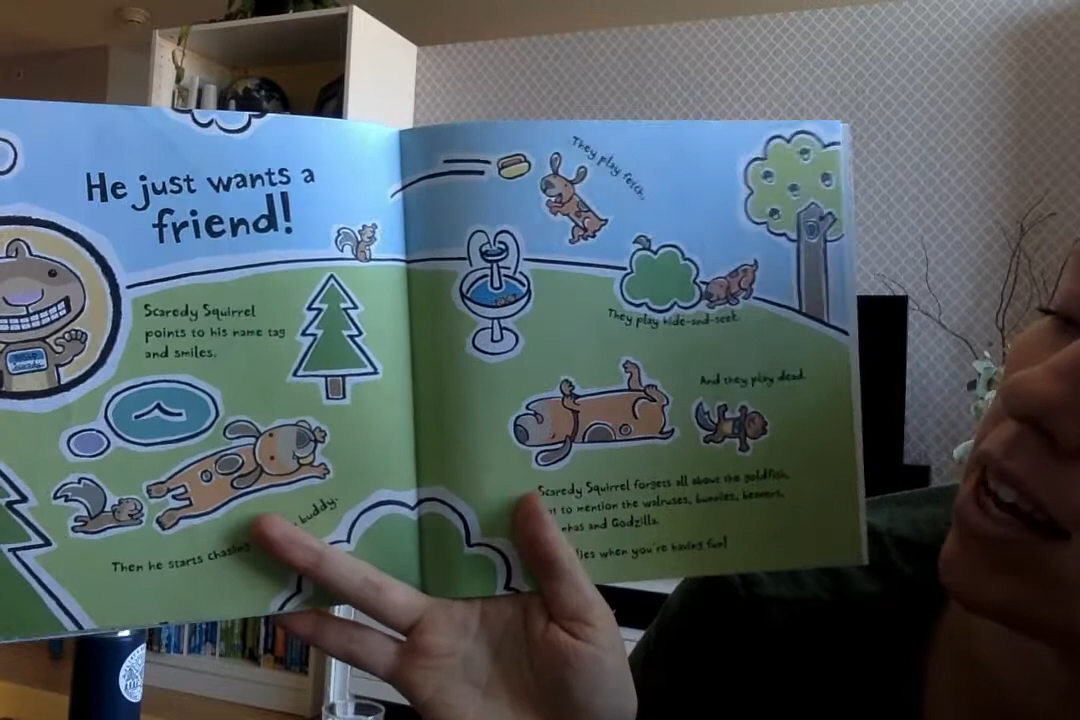 He just wants a
friend!
Scaredy Squirrel
points to his name tag
and smiles.
HELLO
Then he starts chasing buddy.
They play fetch.
They play hide-and-seek.
And they play dead.
Scaredy Squirrel forgets all about the goldfish,
to mention the walruses, bunnies, beavers,
and Godzilla.
when you're having fun!